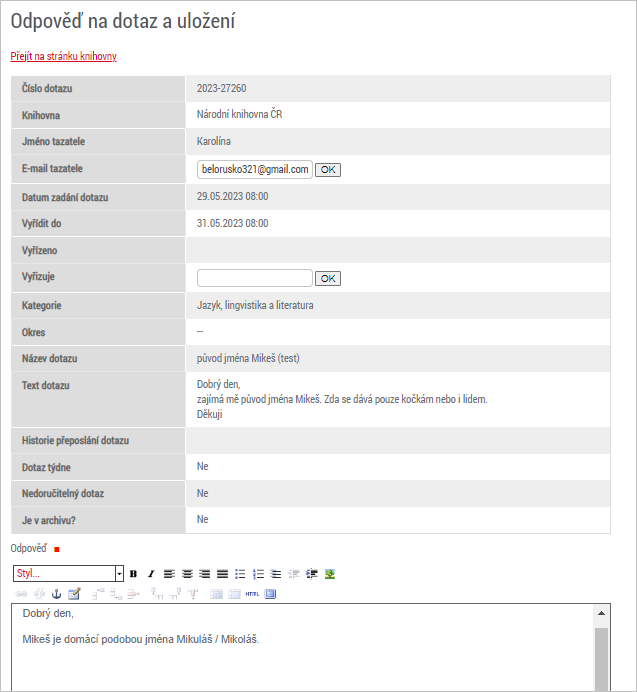 Odpověď na dotaz a uložení
Přejít na stránku knihovny
Číslo dotazu 2023-27260
Knihovna Národní knihovna ČR
Jméno tazatele Karolína
E-mail tazatele belorusko321@gmail.com OK
Datum zadání dotazu 29.05.2023 08:00
Vyřídit do 31.05.2023 08:00
Vyřízeno
Vyřizuje OK
Kategorie Jazyk, lingvistika a literatura
Okres --
Název dotazu původ jména Mikeš (test)
Text dotazu Dobrý den,
zajímá mě původ jména Mikeš. Zda se dává pouze kočkám nebo i lidem.
Děkuji
Historie přeposlání dotazu
Dotaz týdne Ne
Nedoručitelný dotaz Ne
Je v archivu? Ne
Odpověď
Styl... B I
HTML
Dobrý den,
Mikeš je domácí podobou jména Mikuláš / Mikoláš.